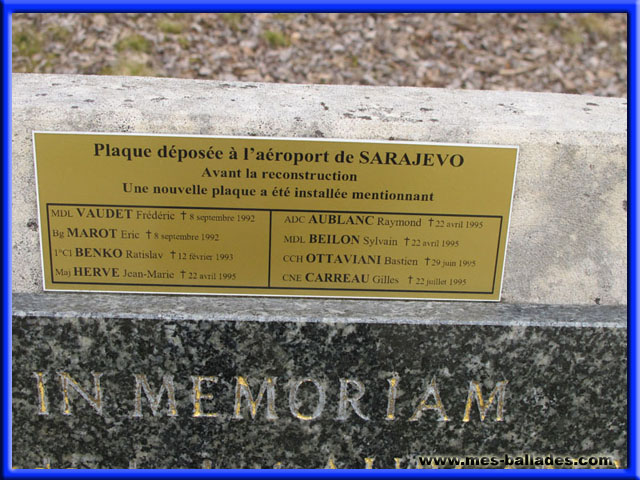 Plaque déposée à l'aéroport de SARAJEVO
Avant la reconstruction
Une nouvelle plaque a été installée mentionnant
MDL VAUDET Frédéric †8 septembre 1992
Bg MAROT Eric †8 septembre 1992
1°Cl BENKO Ratislav †12 février 1993
Maj HERVE Jean-Marie †22 avril 1995
ADC AUBLANC Raymond †22 avril 1995
MDL BEILON Sylvain †22 avril 1995
CCH OTTAVIANI Bastien †29 juin 1995
CNE CARREAU Gilles †22 juillet 1995
IN MEMORIAM
www.mes-ballades.com